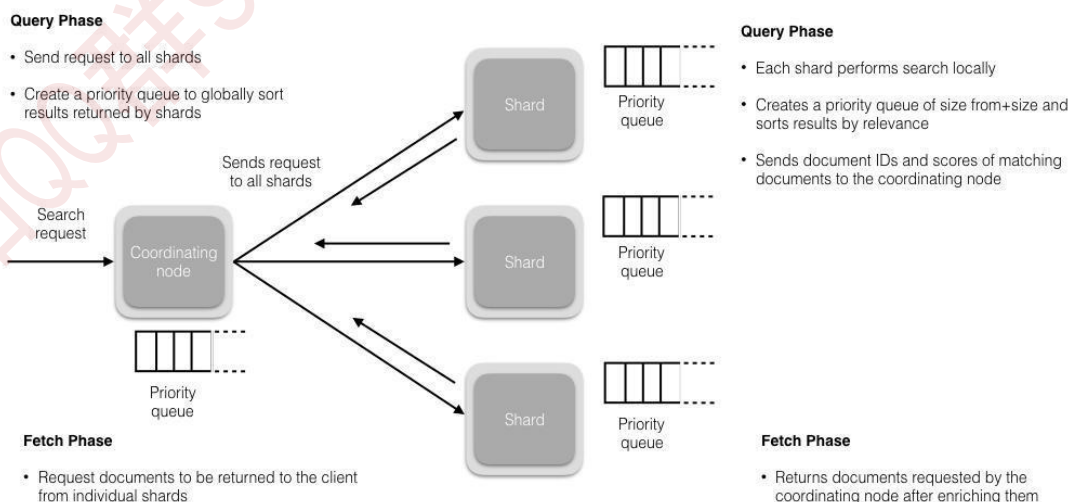 Query Phase
• Send request to all shards
• Create a priority queue to globally sort
results returned by shards
Sends request
to all shards
Search
request
Coordinating
node
Priority
queue
Shard
Priority
queue
Shard
Priority
queue
Shard
Priority
queue
Query Phase
• Each shard performs search locally
• Creates a priority queue of size from+size and
sorts results by relevance
• Sends document IDs and scores of matching
documents to the coordinating node
Fetch Phase
• Request documents to be returned to the client
from individual shards
Fetch Phase
• Returns documents requested by the
coordinating node after enriching them